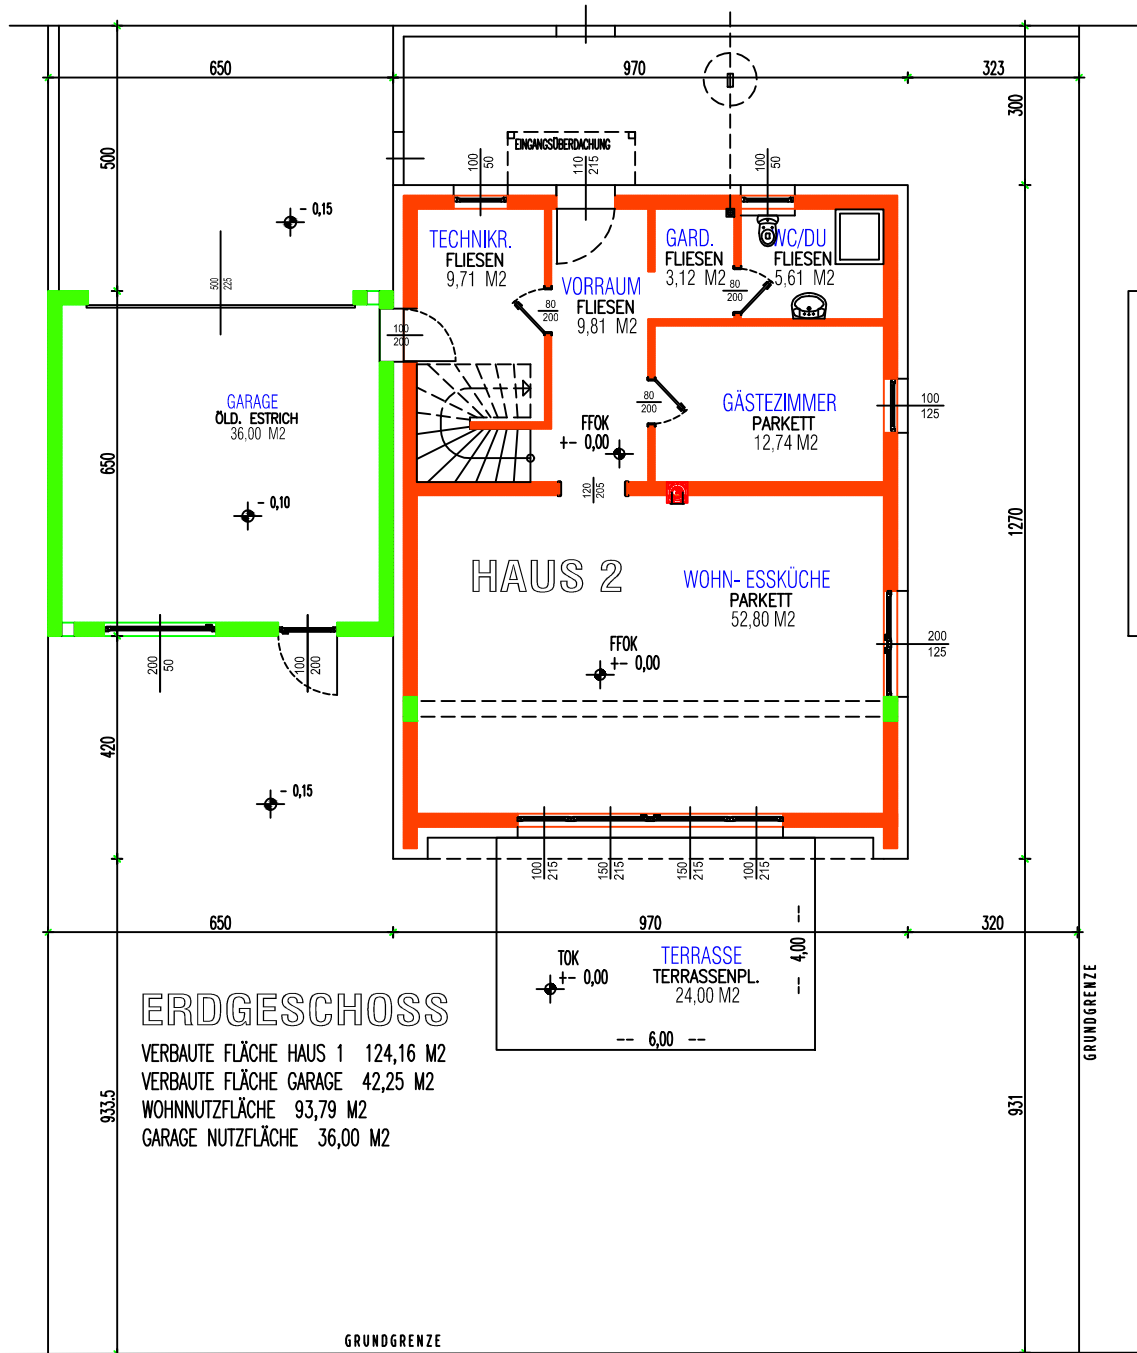 650
970
323
300
500
EINGANGSÜBERDACHUNG
100
50
110
215
100
50
- 0,15
TECHNIKR.
FLIESEN
9,71 M2
GARD.
FLIESEN
3,12 M2
WC/DU
FLIESEN
5,61 M2
VORRAUM
FLIESEN
9,81 M2
500
225
80
200
80
200
100
200
GARAGE
ÖLD. ESTRICH
36,00 M2
80
200
GÄSTEZIMMER
PARKETT
12,74 M2
100
125
FFOK
+- 0,00
650
120
205
- 0,10
1270
HAUS 2
WOHN- ESSKÜCHE
PARKETT
52,80 M2
FFOK
+- 0,00
200
125
200
50
100
200
420
- 0,15
100
215
150
215
150
215
100
215
650
970
320
TOK
+- 0,00
TERRASSE
TERRASSENPL.
24,00 M2
4,00
6,00
GRUNDGRENZE
ERDGESCHOSS
VERBAUTE FLÄCHE HAUS 1 124,16 M2
VERBAUTE FLÄCHE GARAGE 42,25 M2
WOHNNUTZFLÄCHE 93,79 M2
GARAGE NUTZFLÄCHE 36,00 M2
933.5
931
GRUNDGRENZE